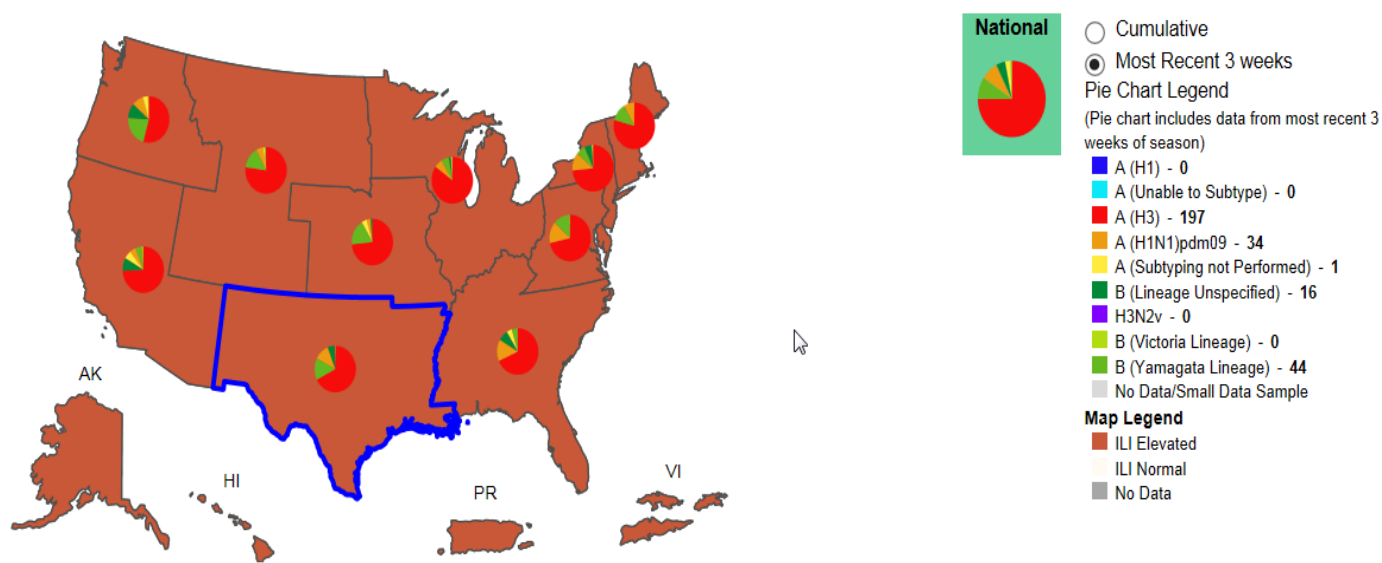 National
Cumulative
Most Recent 3 weeks
Pie Chart Legend
(Pie chart includes data from most recent 3
weeks of season)
A (H1) - 0
A (Unable to Subtype) - 0
A (H3) - 197
A (H1N1)pdm09 - 34
A (Subtyping not Performed) - 1
B (Lineage Unspecified) - 16
H3N2v - 0
B (Victoria Lineage) - 0
B (Yamagata Lineage) - 44
No Data/Small Data Sample
Map Legend
ILI Elevated
ILI Normal
No Data
AK
HI
PR
VI